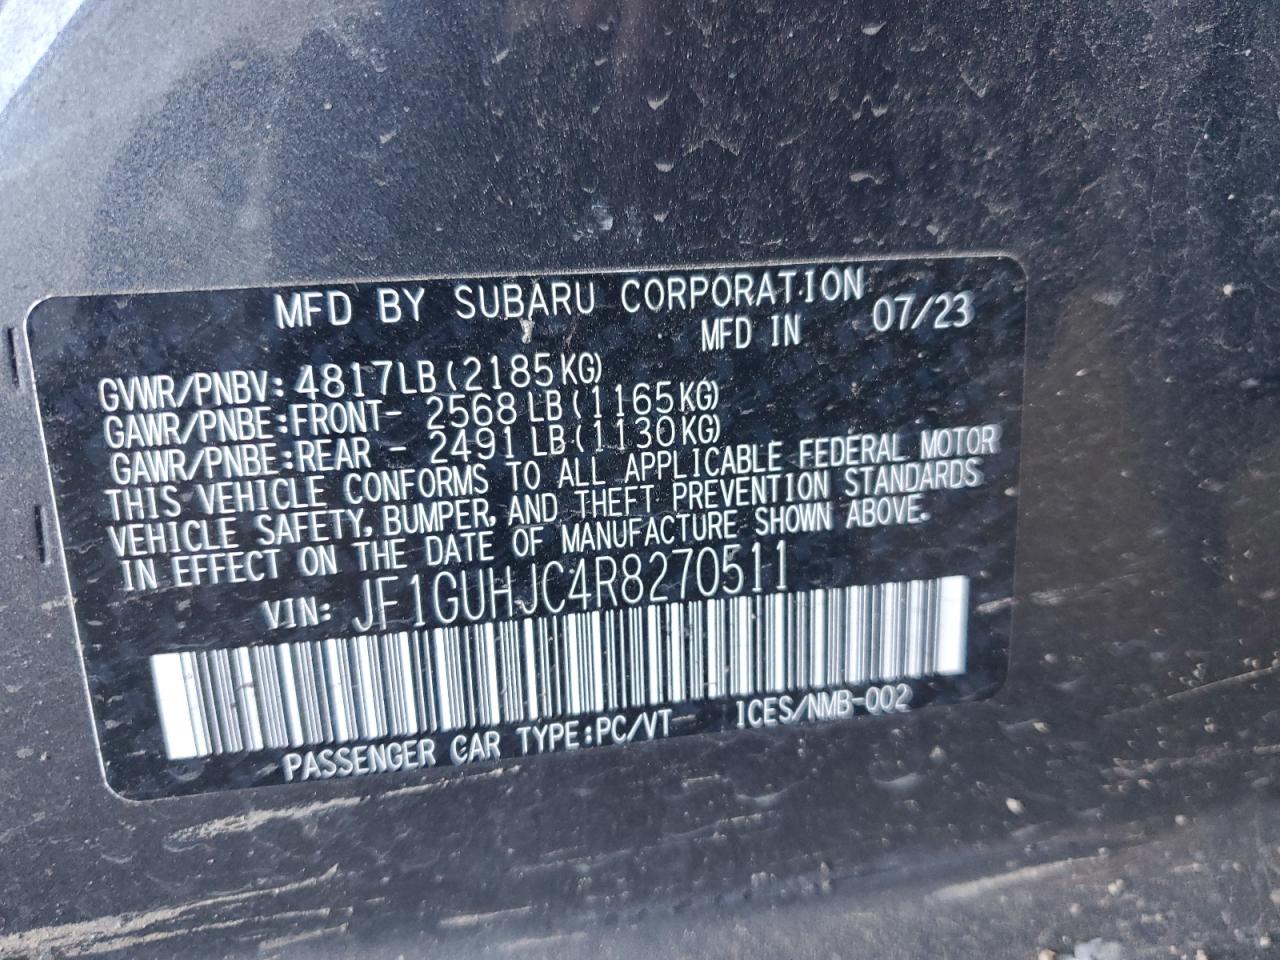 MFD BY SUBARU CORPORATION
MFD IN 07/23
GVWR/PNBV: 4817LB(2185KG)
GAWR/PNBE:FRONT- 2568LB(1165KG)
GAWR/PNBE:REAR - 2491LB(1130KG)
THIS VEHICLE CONFORMS TO ALL APPLICABLE FEDERAL MOTOR
VEHICLE SAFETY, BUMPER, AND THEFT PREVENTION STANDARDS
IN EFFECT ON THE DATE OF MANUFACTURE SHOWN ABOVE.
VIN: JF1GUHJC4R8270511
PASSENGER CAR TYPE:PC/VT ICES/NMB-002